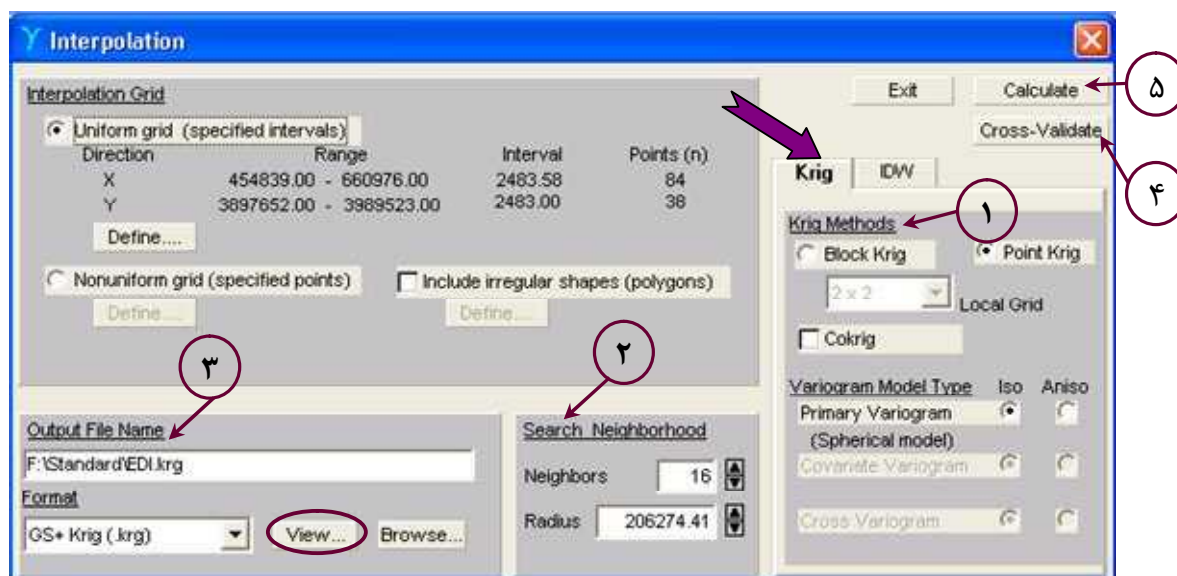 Interpolation
Interpolation Grid
Uniform grid (specified intervals)
Direction Range Interval Points (n)
X 454839.00 - 660976.00 2483.58 84
Y 3897652.00 - 3989523.00 2483.00 38
Define....
Nonuniform grid (specified points)
Define....
Include irregular shapes (polygons)
Define...
Exit
Calculate
۵
Cross-Validate
۴
Krig
IDW
Krig Methods
۱
Block Krig
Point Krig
2 x 2
Local Grid
Cokrig
Variogram Model Type Iso Aniso
Primary Variogram
(Spherical model)
Covariate Variogram
Cross Variogram
۳
Output File Name
F:\Standard\EDI.krg
Format
GS+ Krig (.krg)
View...
Browse...
۲
Search Neighborhood
Neighbors 16
Radius 206274.41